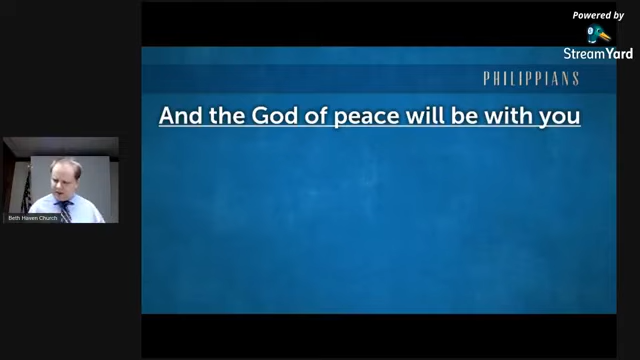 Powered by
StreamYard
PHILIPPIANS
And the God of peace will be with you
Beth Haven Church